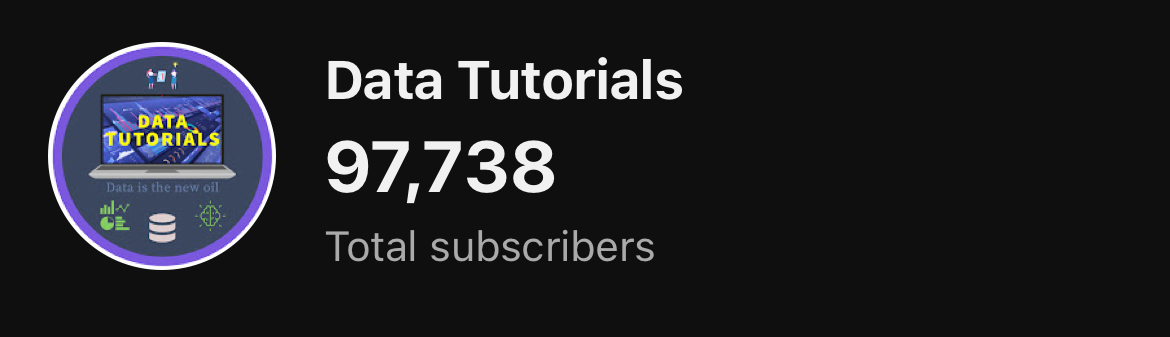 DATA
TUTORIALS
Data is the new oil
Data Tutorials
97,738
Total subscribers